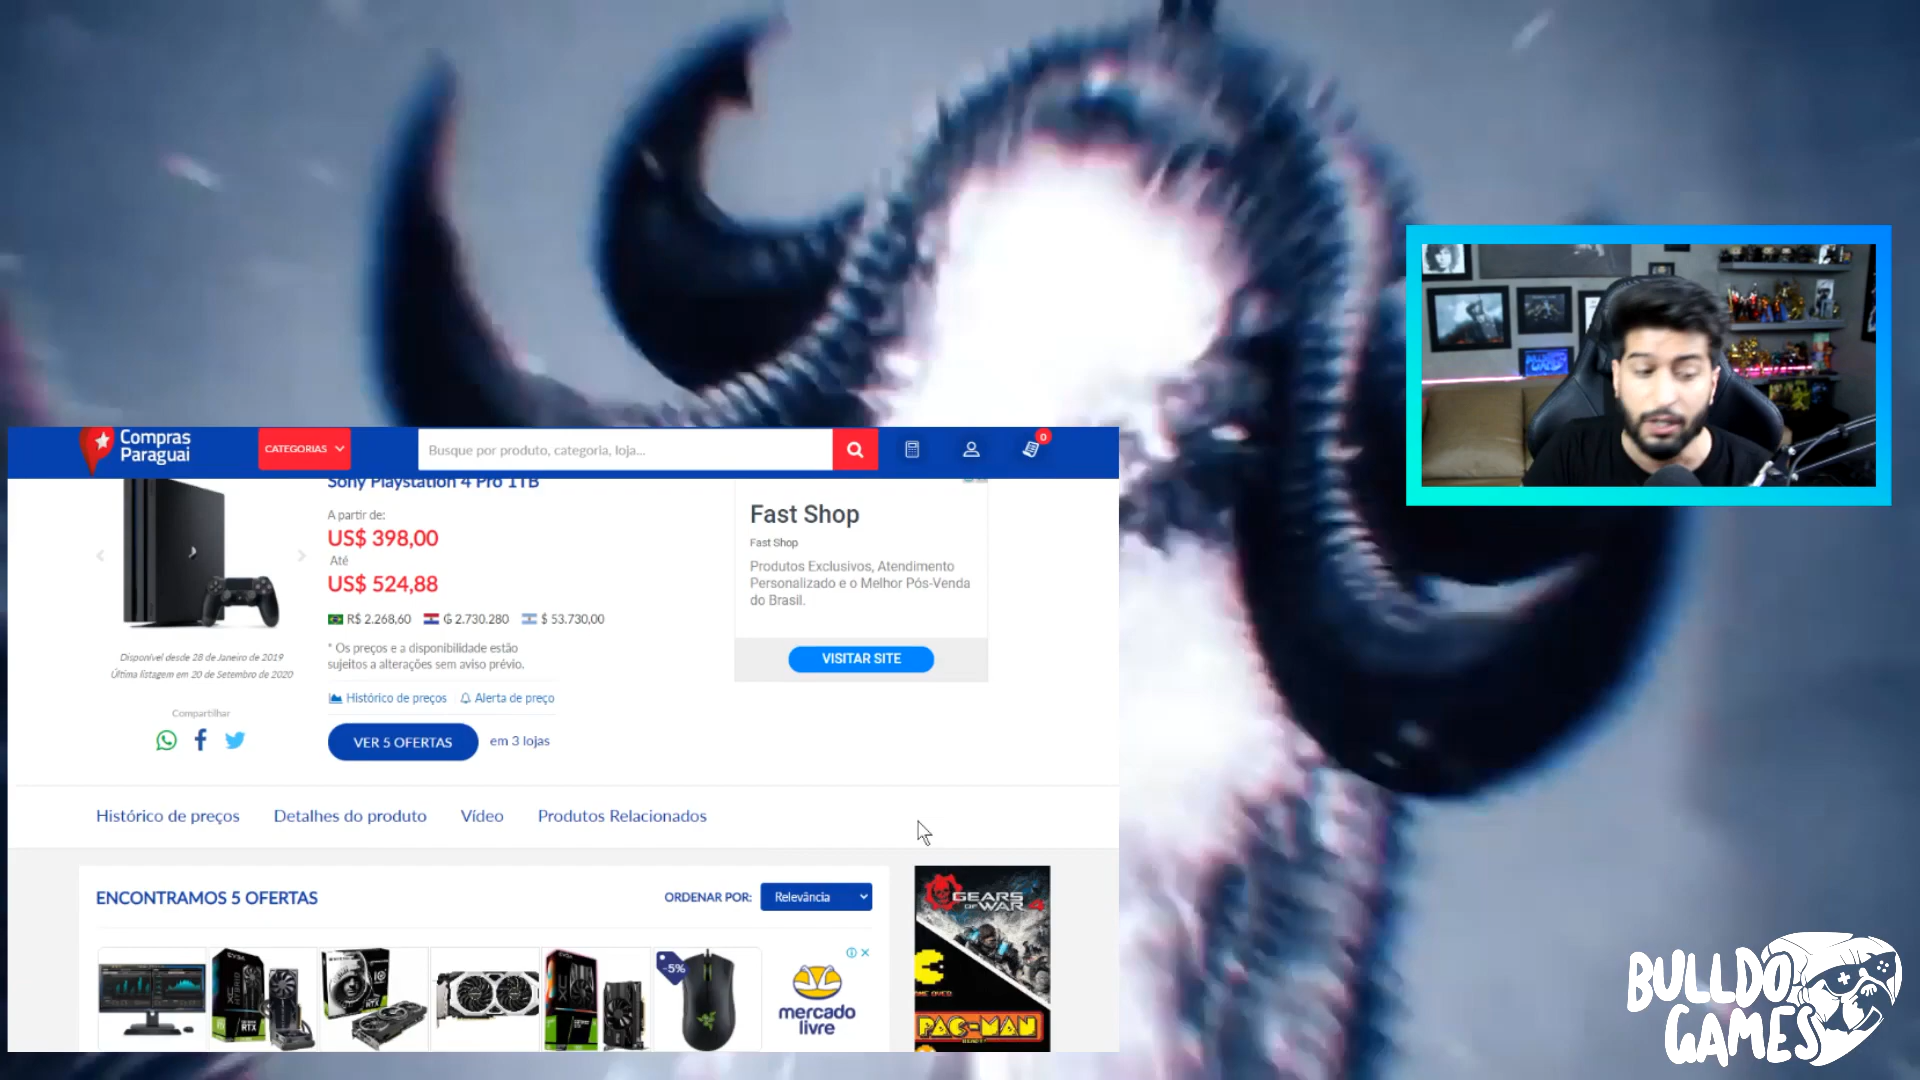 Compras
Paraguai
CATEGORIAS
Busque por produto, categoria, loja...
0
Sony Playstation 4 Pro 1TB
A partir de:
US$ 398,00
Até
US$ 524,88
R$ 2.268,60 ₲ 2.730.280 $ 53.730,00
* Os preços e a disponibilidade estão
sujeitos a alterações sem aviso prévio.
Histórico de preços Alerta de preço
VER 5 OFERTAS em 3 lojas
Disponível desde 28 de Janeiro de 2019
Última listagem em 20 de Setembro de 2020
Compartilhar
Fast Shop
Fast Shop
Produtos Exclusivos, Atendimento
Personalizado e o Melhor Pós-Venda
do Brasil.
VISITAR SITE
Histórico de preços Detalhes do produto Vídeo Produtos Relacionados
ENCONTRAMOS 5 OFERTAS
ORDENAR POR: Relevância
-5%
mercado
livre
GEARS
OF WAR 4
GAME OVER
PAC-MAN
EVGA
RTX
BULLDOG
GAMES